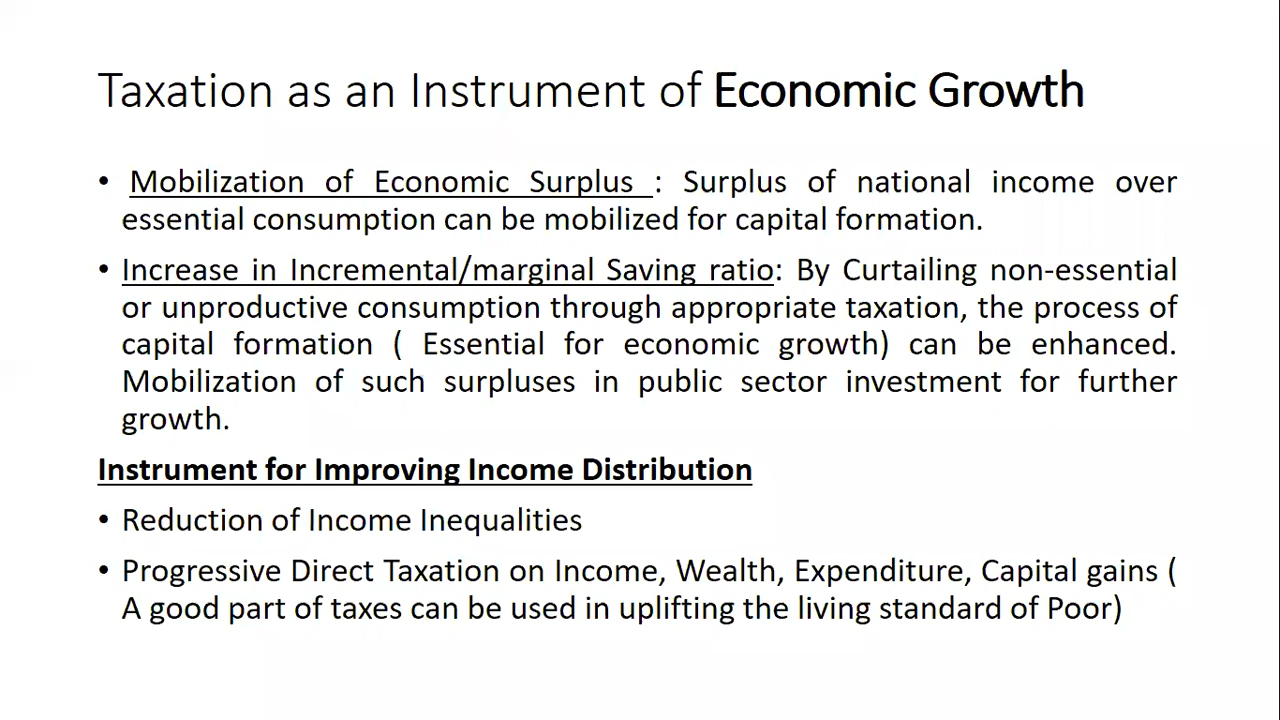 Taxation as an Instrument of Economic Growth
• Mobilization of Economic Surplus : Surplus of national income over
essential consumption can be mobilized for capital formation.
• Increase in Incremental/marginal Saving ratio: By Curtailing non-essential
or unproductive consumption through appropriate taxation, the process of
capital formation ( Essential for economic growth) can be enhanced.
Mobilization of such surpluses in public sector investment for further
growth.
Instrument for Improving Income Distribution
• Reduction of Income Inequalities
• Progressive Direct Taxation on Income, Wealth, Expenditure, Capital gains (
A good part of taxes can be used in uplifting the living standard of Poor)